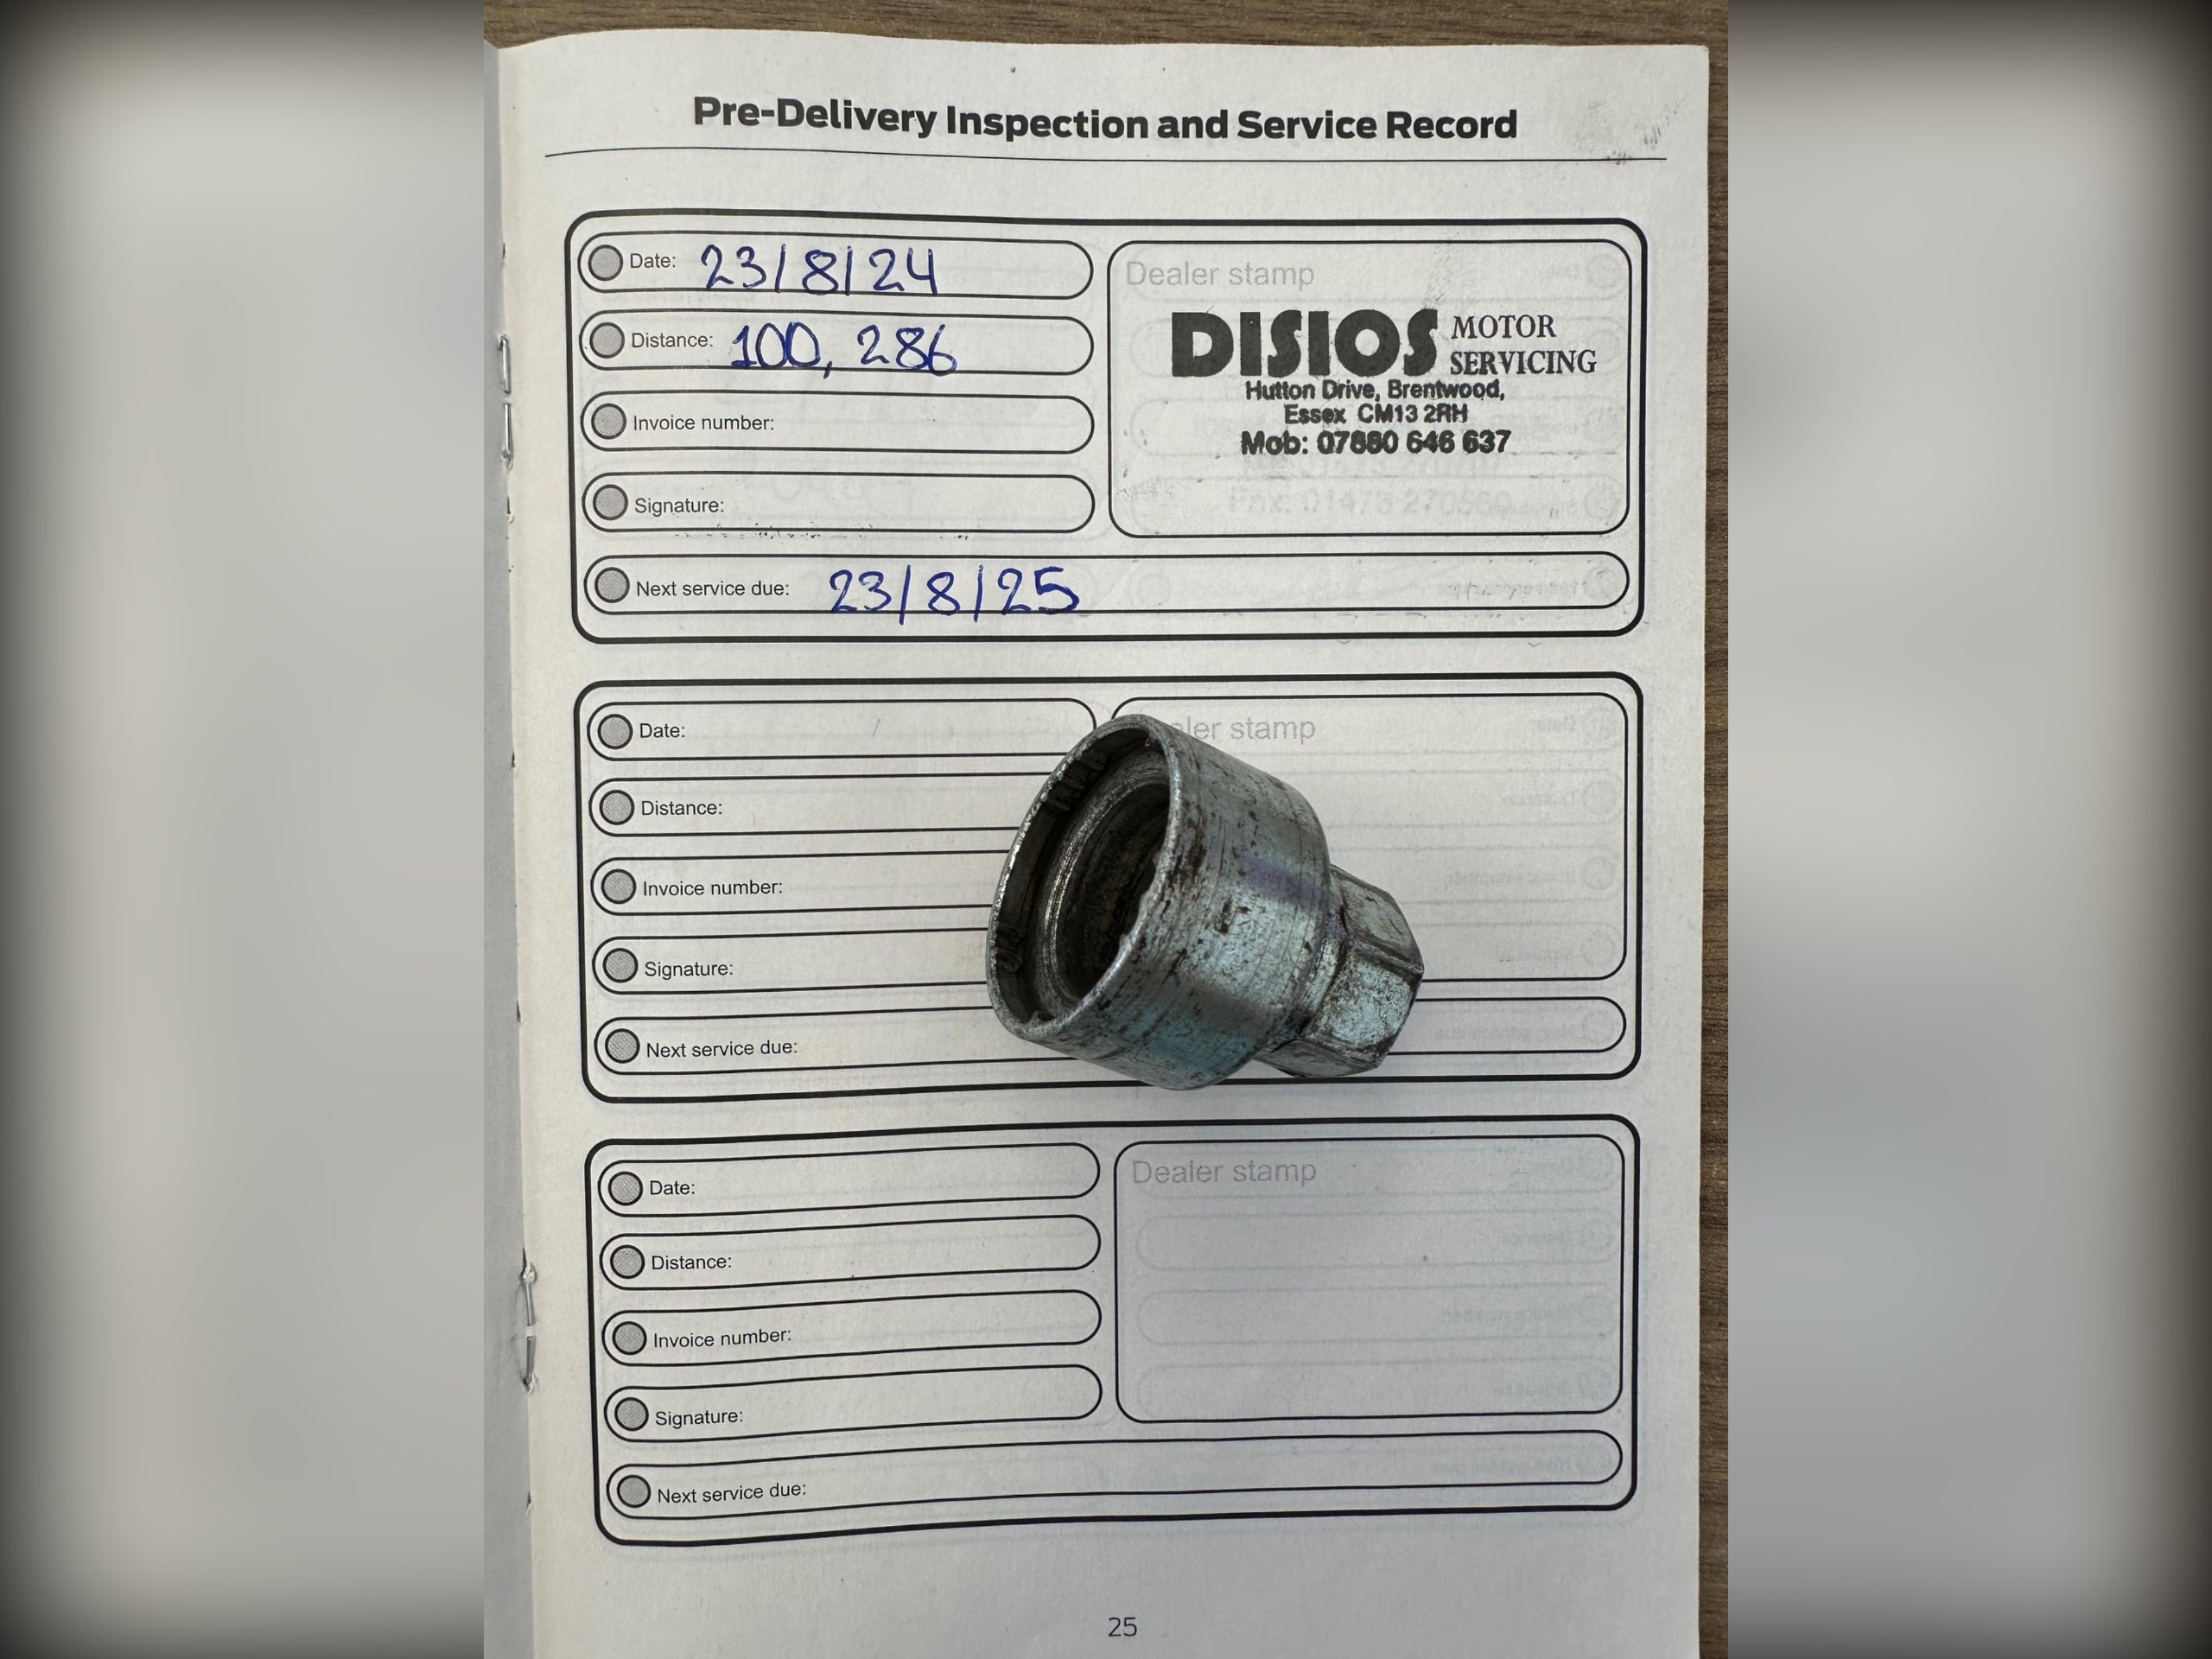 Pre-Delivery Inspection and Service Record
Date: 23/8/24
Distance: 100, 286
Invoice number:
Signature:
Next service due: 23/8/25
Dealer stamp
DISIOS MOTOR SERVICING
Hutton Drive, Brentwood,
Essex CM13 2RH
Mob: 07880 646 637
Date:
Distance:
Invoice number:
Signature:
Next service due:
stamp
Date:
Distance:
Invoice number:
Signature:
Next service due:
Dealer stamp
25